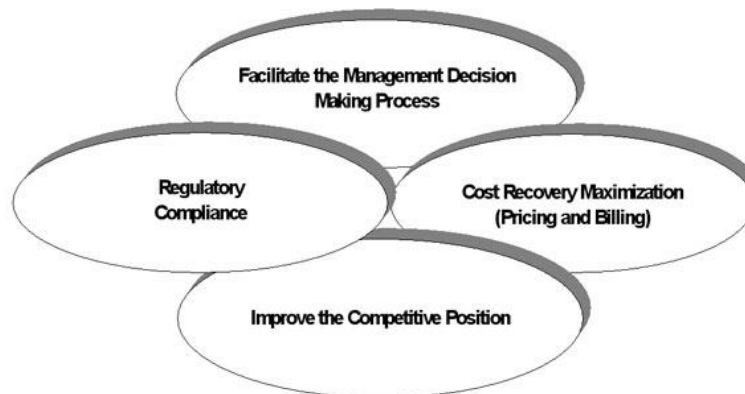 Facilitate the Management Decision
Making Process
Regulatory
Compliance
Cost Recovery Maximization
(Pricing and Billing)
Improve the Competitive Position